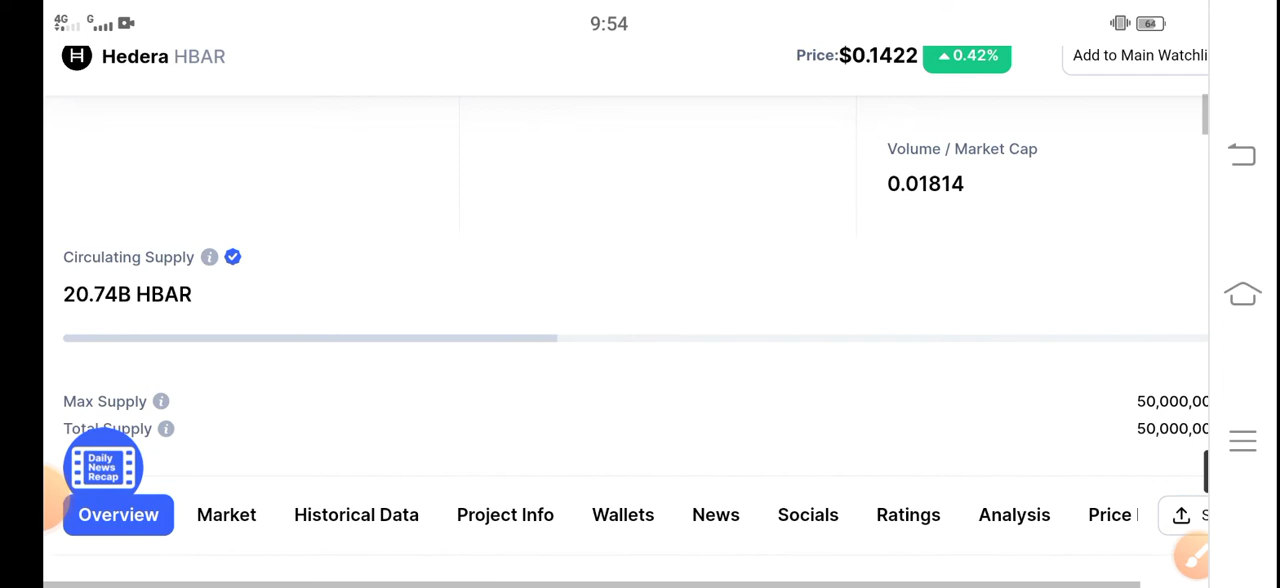 4G G 9:54 64
Hedera HBAR Price:$0.1422 0.42% Add to Main Watchli
Volume / Market Cap
0.01814
Circulating Supply
20.74B HBAR
Max Supply 50,000,00
Total Supply 50,000,00
Daily
News
Recap
Overview Market Historical Data Project Info Wallets News Socials Ratings Analysis Price